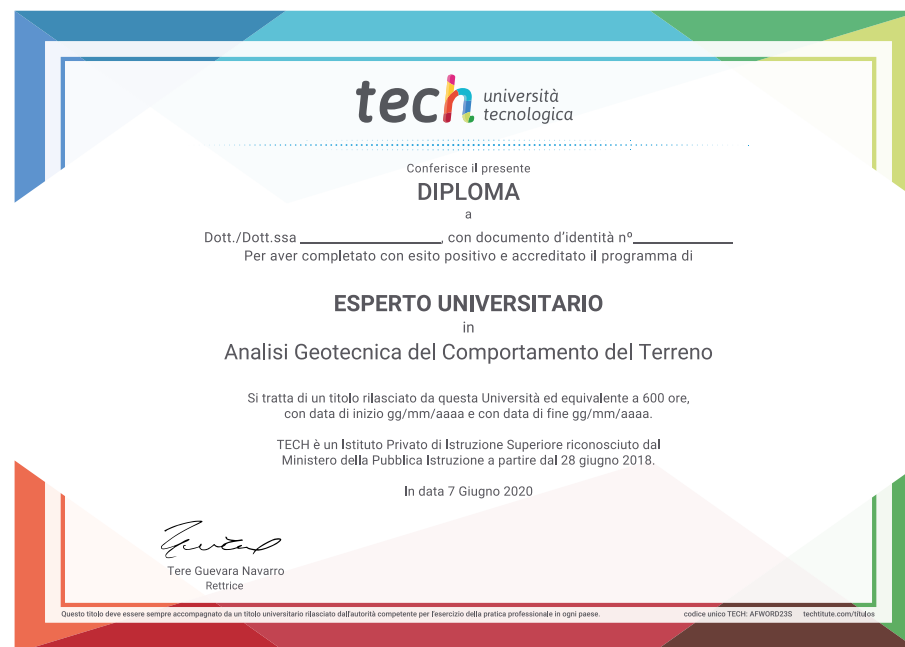 tech università
tecnologica
Conferisce il presente
DIPLOMA
a
Dott./Dott.ssa ____________________, con documento d'identità nº______________
Per aver completato con esito positivo e accreditato il programma di
ESPERTO UNIVERSITARIO
in
Analisi Geotecnica del Comportamento del Terreno
Si tratta di un titolo rilasciato da questa Università ed equivalente a 600 ore,
con data di inizio gg/mm/aaaa e con data di fine gg/mm/aaaa.
TECH è un Istituto Privato di Istruzione Superiore riconosciuto dal
Ministero della Pubblica Istruzione a partire dal 28 giugno 2018.
In data 7 Giugno 2020
Tere Guevara Navarro
Rettrice
Questo titolo deve essere sempre accompagnato da un titolo universitario rilasciato dall'autorità competente per l'esercizio della pratica professionale in ogni paese. codice unico TECH: AFWORD23S techtitute.com/títulos